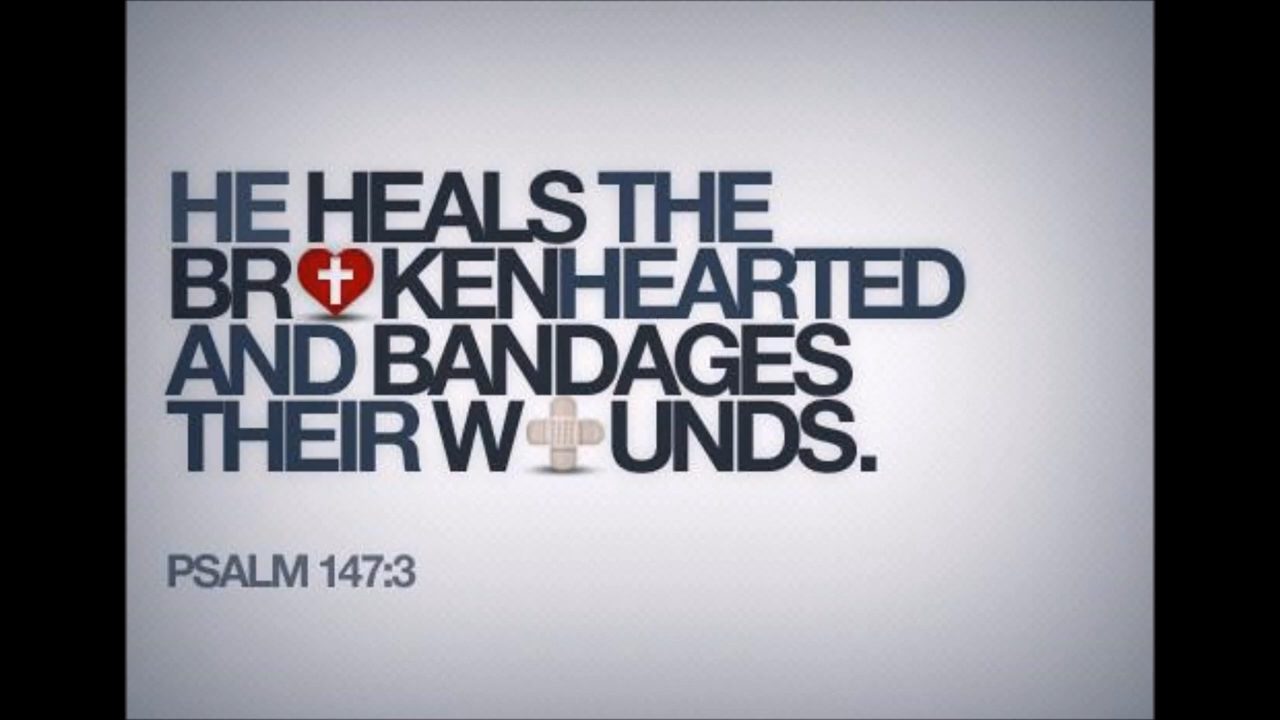 HE HEALS THE
BROKENHEARTED
AND BANDAGES
THEIR WOUNDS.
PSALM 147:3